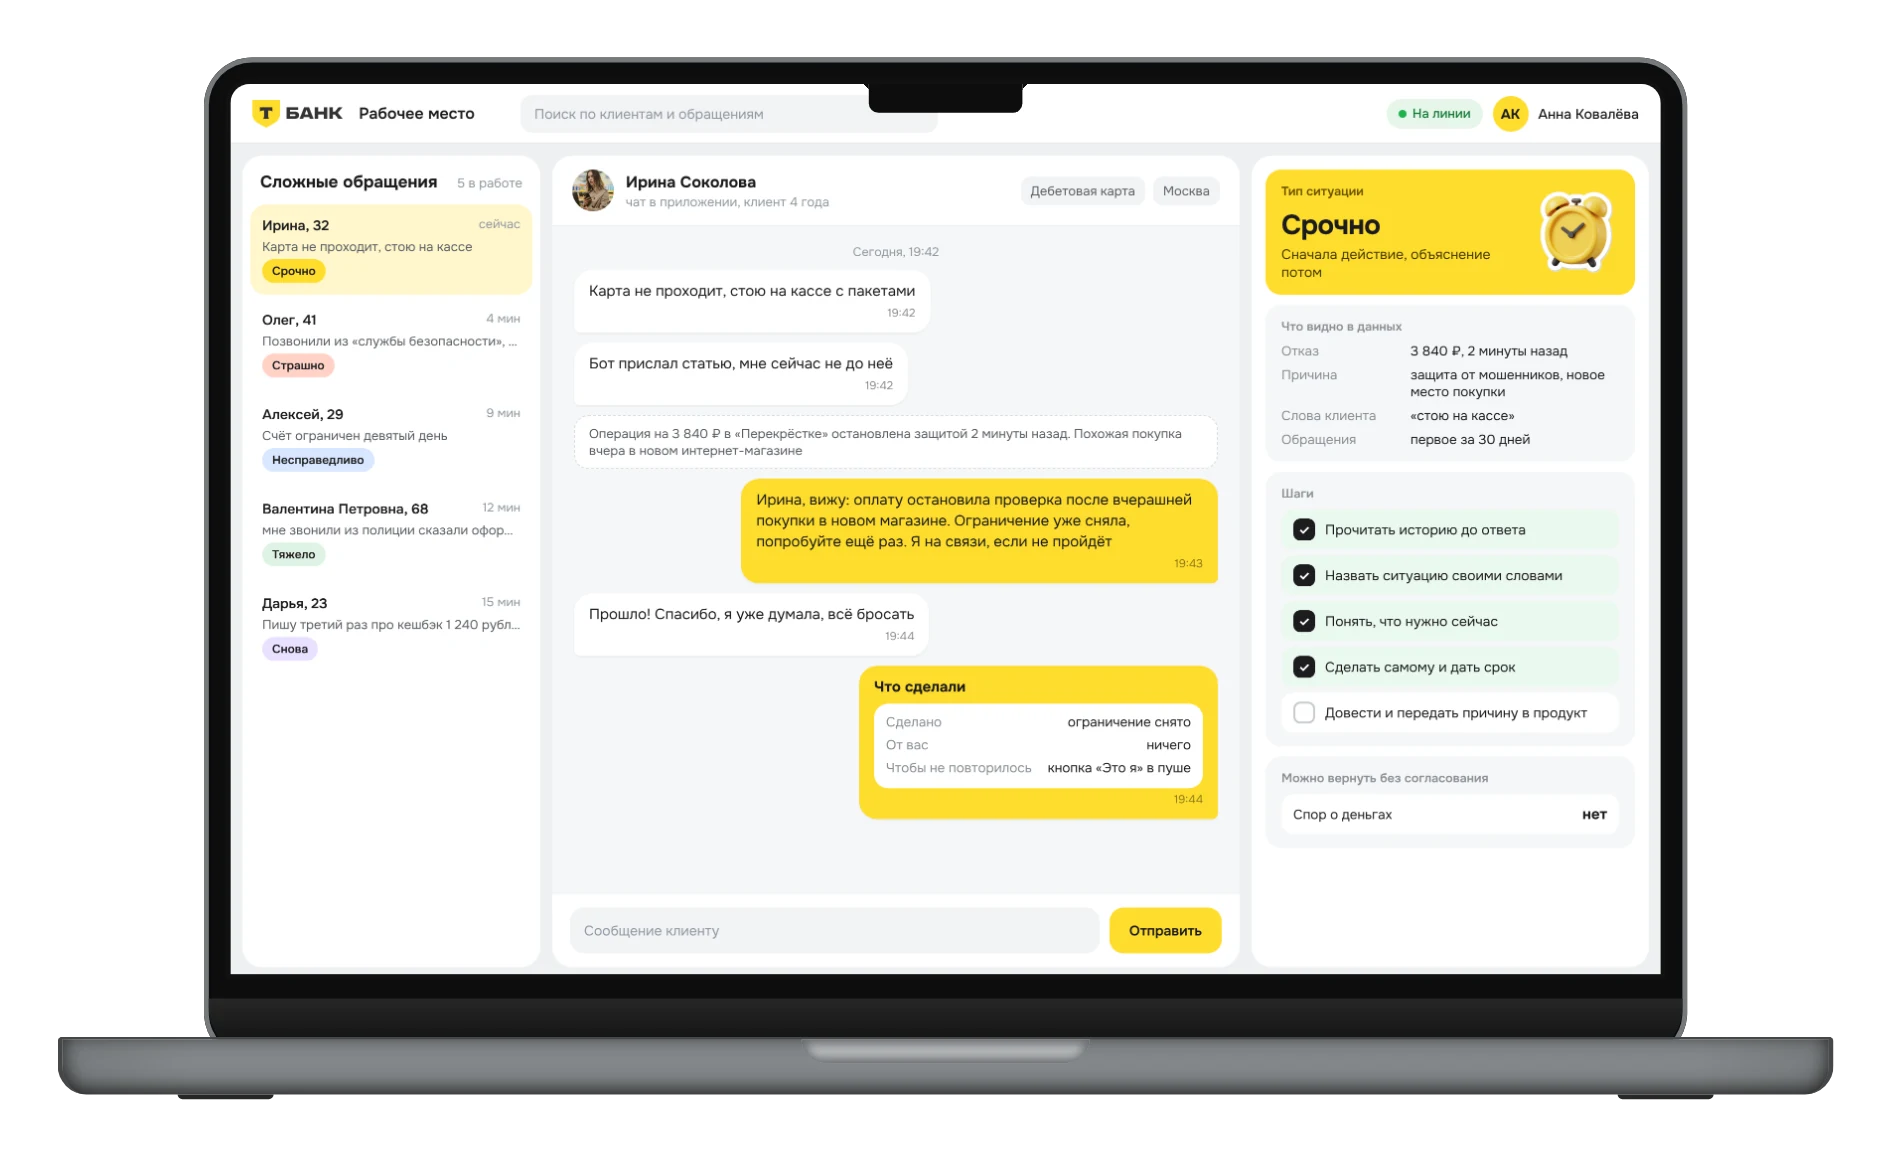 Т БАНК Рабочее место
Поиск по клиентам и обращениям
На линии
АК
Анна Ковалёва
Сложные обращения
5 в работе
Ирина, 32
сейчас
Карта не проходит, стою на кассе
Срочно
Олег, 41
4 мин
Позвонили из «службы безопасности», ...
Страшно
Алексей, 29
9 мин
Счёт ограничен девятый день
Несправедливо
Валентина Петровна, 68
12 мин
мне звонили из полиции сказали офор...
Тяжело
Дарья, 23
15 мин
Пишу третий раз про кешбэк 1 240 рубл...
Снова
Ирина Соколова
чат в приложении, клиент 4 года
Дебетовая карта
Москва
Сегодня, 19:42
Карта не проходит, стою на кассе с пакетами
19:42
Бот прислал статью, мне сейчас не до неё
19:42
Операция на 3 840 ₽ в «Перекрёстке» остановлена защитой 2 минуты назад. Похожая покупка
вчера в новом интернет-магазине
Ирина, вижу: оплату остановила проверка после вчерашней
покупки в новом магазине. Ограничение уже сняла,
попробуйте ещё раз. Я на связи, если не пройдёт
19:43
Прошло! Спасибо, я уже думала, всё бросать
19:44
Что сделали
Сделано ограничение снято
От вас ничего
Чтобы не повторилось кнопка «Это я» в пуше
19:44
Сообщение клиенту
Отправить
Тип ситуации
Срочно
Сначала действие, объяснение
потом
Что видно в данных
Отказ 3 840 ₽, 2 минуты назад
Причина защита от мошенников, новое
место покупки
Слова клиента «стою на кассе»
Обращения первое за 30 дней
Шаги
Прочитать историю до ответа
Назвать ситуацию своими словами
Понять, что нужно сейчас
Сделать самому и дать срок
Довести и передать причину в продукт
Можно вернуть без согласования
Спор о деньгах нет